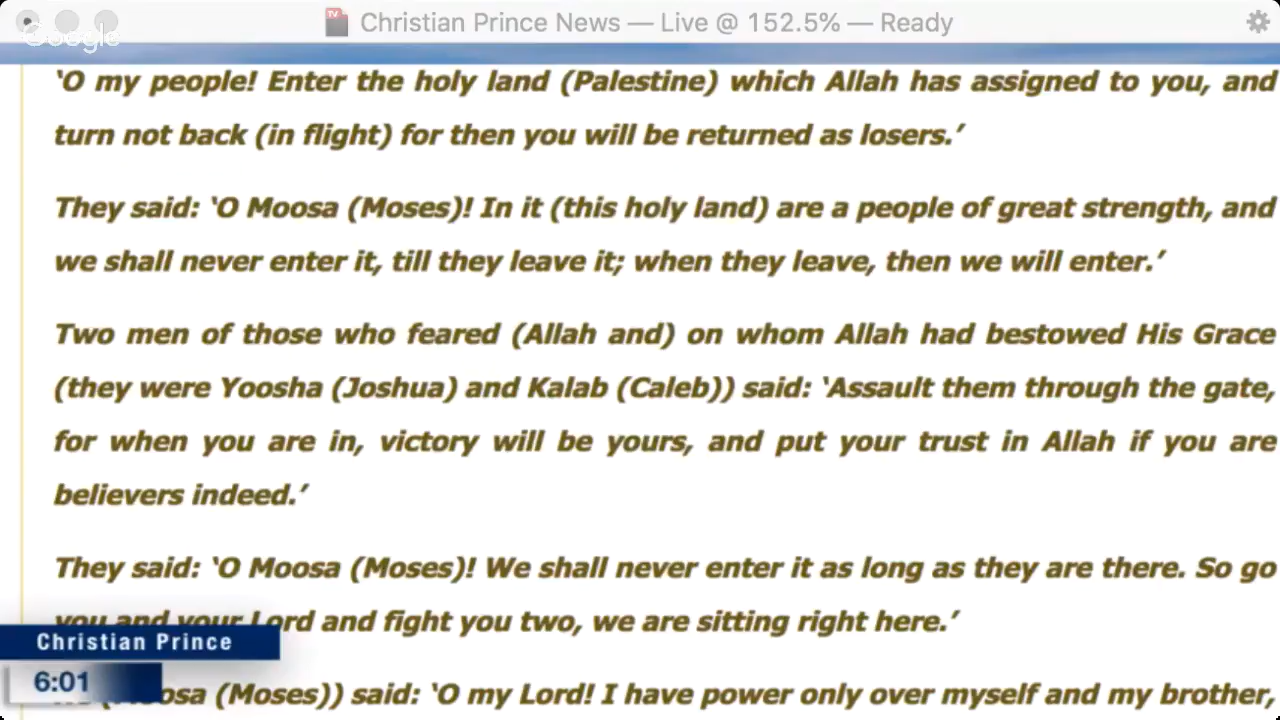 Christian Prince News — Live @ 152.5% — Ready
Google
‘O my people! Enter the holy land (Palestine) which Allah has assigned to you, and
turn not back (in flight) for then you will be returned as losers.’
They said: ‘O Moosa (Moses)! In it (this holy land) are a people of great strength, and
we shall never enter it, till they leave it; when they leave, then we will enter.’
Two men of those who feared (Allah and) on whom Allah had bestowed His Grace
(they were Yoosha (Joshua) and Kalab (Caleb)) said: ‘Assault them through the gate,
for when you are in, victory will be yours, and put your trust in Allah if you are
believers indeed.’
They said: ‘O Moosa (Moses)! We shall never enter it as long as they are there. So go
you and your Lord and fight you two, we are sitting right here.’
Christian Prince
6:01
(Moses)) said: ‘O my Lord! I have power only over myself and my brother,